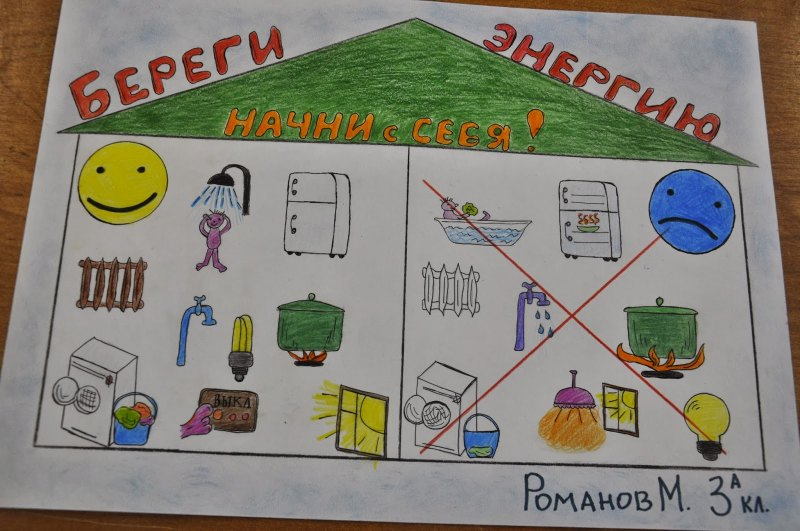 БЕРЕГИ ЭНЕРГИЮ
НАЧНИ с СЕБЯ!
ВЫКЛ
РОМАНОВ М. 3А КЛ.